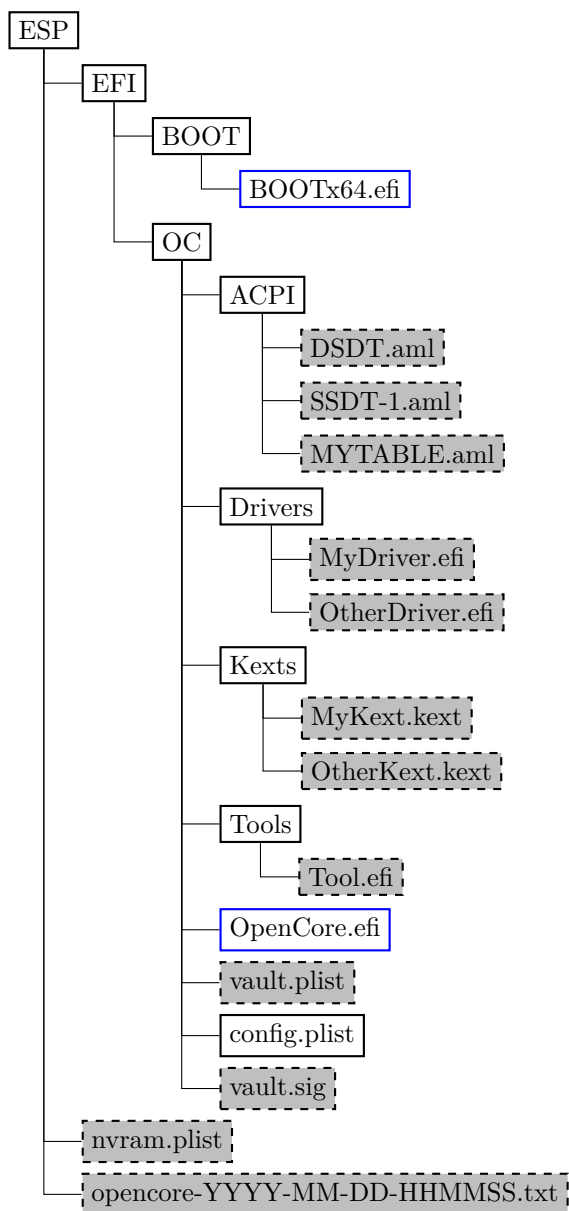 ESP
EFI
BOOT
BOOTx64.efi
OC
ACPI
DSDT.aml
SSDT-1.aml
MYTABLE.aml
Drivers
MyDriver.efi
OtherDriver.efi
Kexts
MyKext.kext
OtherKext.kext
Tools
Tool.efi
OpenCore.efi
vault.plist
config.plist
vault.sig
nvram.plist
opencore-YYYY-MM-DD-HHMMSS.txt